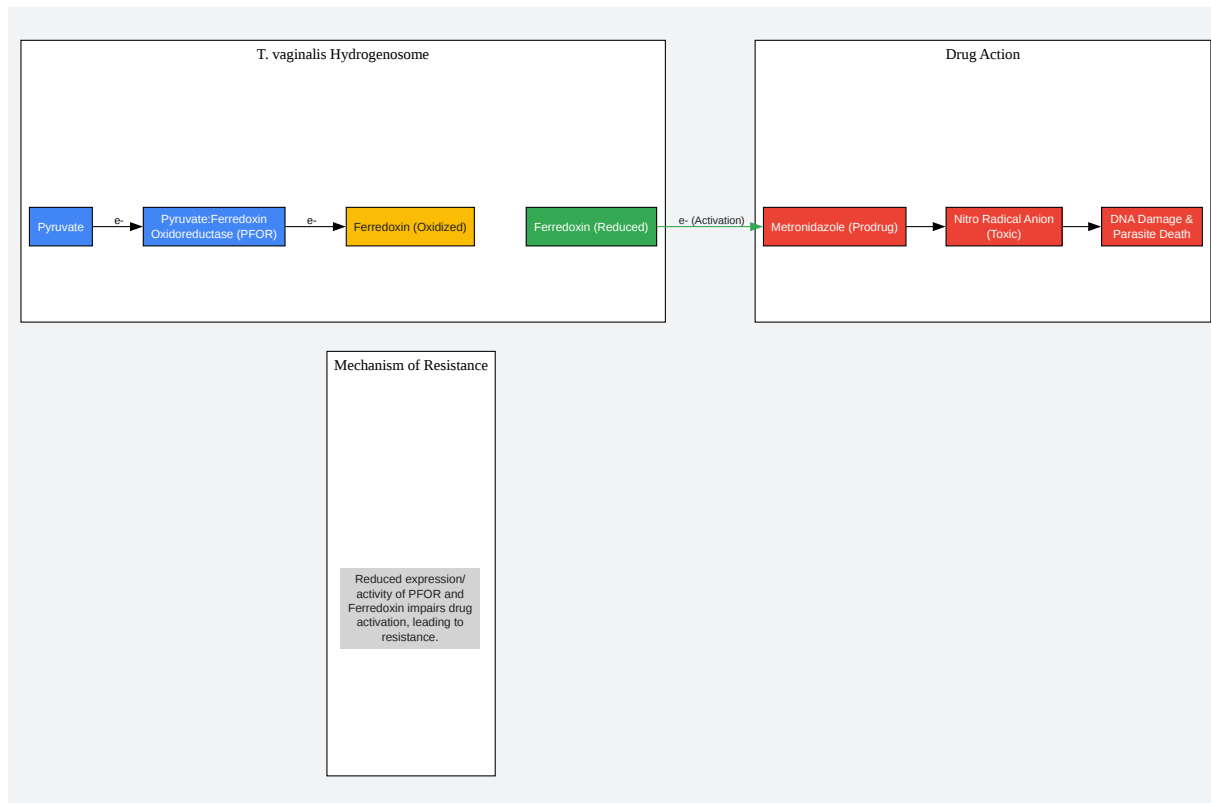 T. vaginalis Hydrogenosome
Drug Action
Pyruvate
e-
Pyruvate:Ferredoxin
Oxidoreductase (PFOR)
e-
Ferredoxin (Oxidized)
Ferredoxin (Reduced)
e- (Activation)
Metronidazole (Prodrug)
Nitro Radical Anion
(Toxic)
DNA Damage &
Parasite Death
Mechanism of Resistance
Reduced expression/
activity of PFOR and
Ferredoxin impairs drug
activation, leading to
resistance.